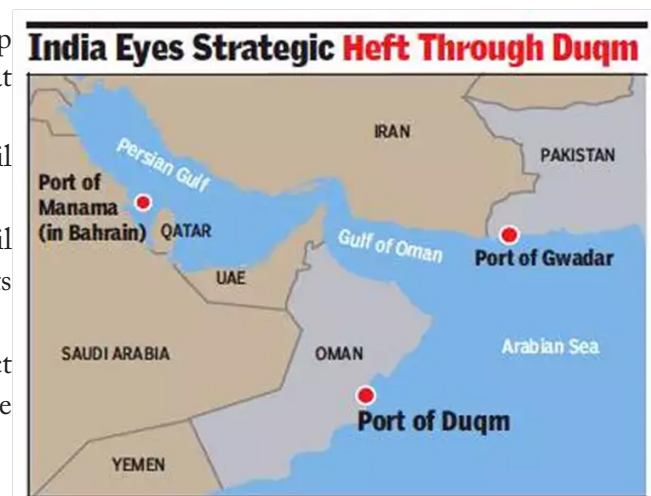 India Eyes Strategic Heft Through Duqm
IRAN
PAKISTAN
Persian Gulf
Port of
Manama
(in Bahrain)
QATAR
Gulf of Oman
Port of Gwadar
UAE
SAUDI ARABIA
OMAN
Arabian Sea
Port of Duqm
YEMEN